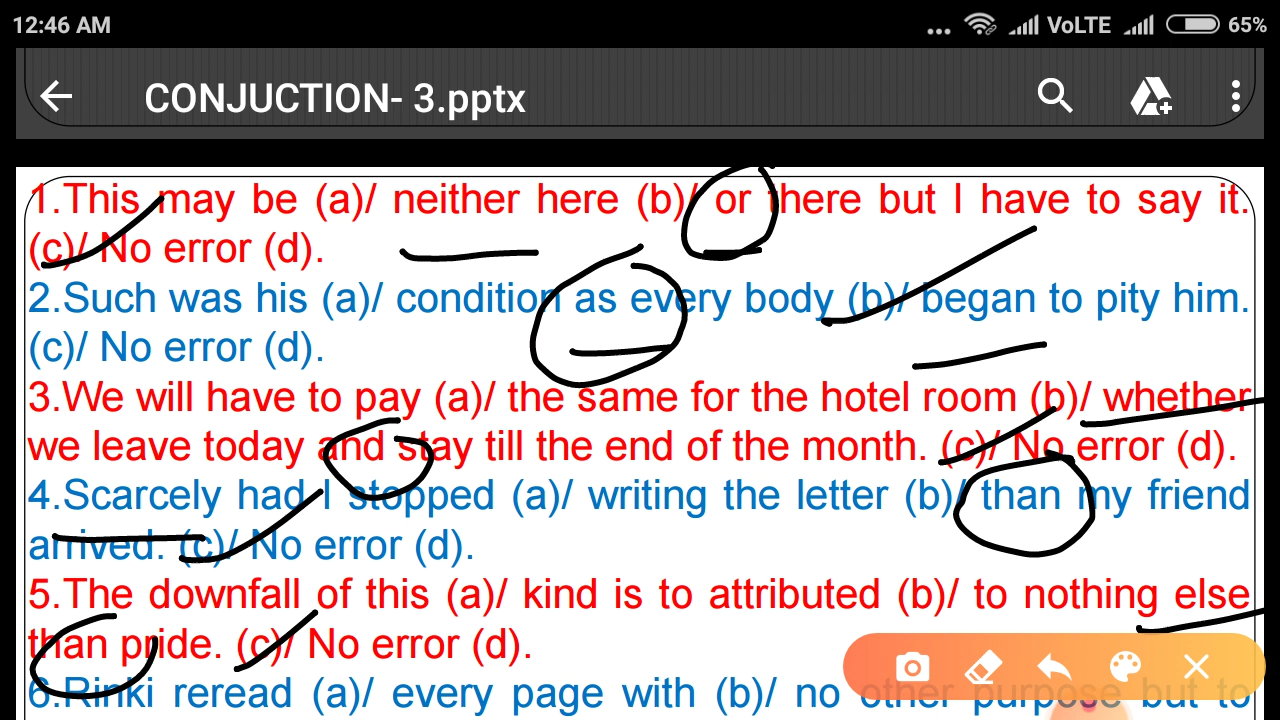 12:46 AM
... VoLTE 65%
CONJUCTION- 3.pptx
1.This may be (a)/ neither here (b)/ or there but I have to say it.
(c)/ No error (d).
2.Such was his (a)/ condition as every body (b)/ began to pity him.
(c)/ No error (d).
3.We will have to pay (a)/ the same for the hotel room (b)/ whether
we leave today and stay till the end of the month. (c)/ No error (d).
4.Scarcely had I stopped (a)/ writing the letter (b)/ than my friend
arrived. (c)/ No error (d).
5.The downfall of this (a)/ kind is to attributed (b)/ to nothing else
than pride. (c)/ No error (d).
6.Rinki reread (a)/ every page with (b)/ no other purpose but to